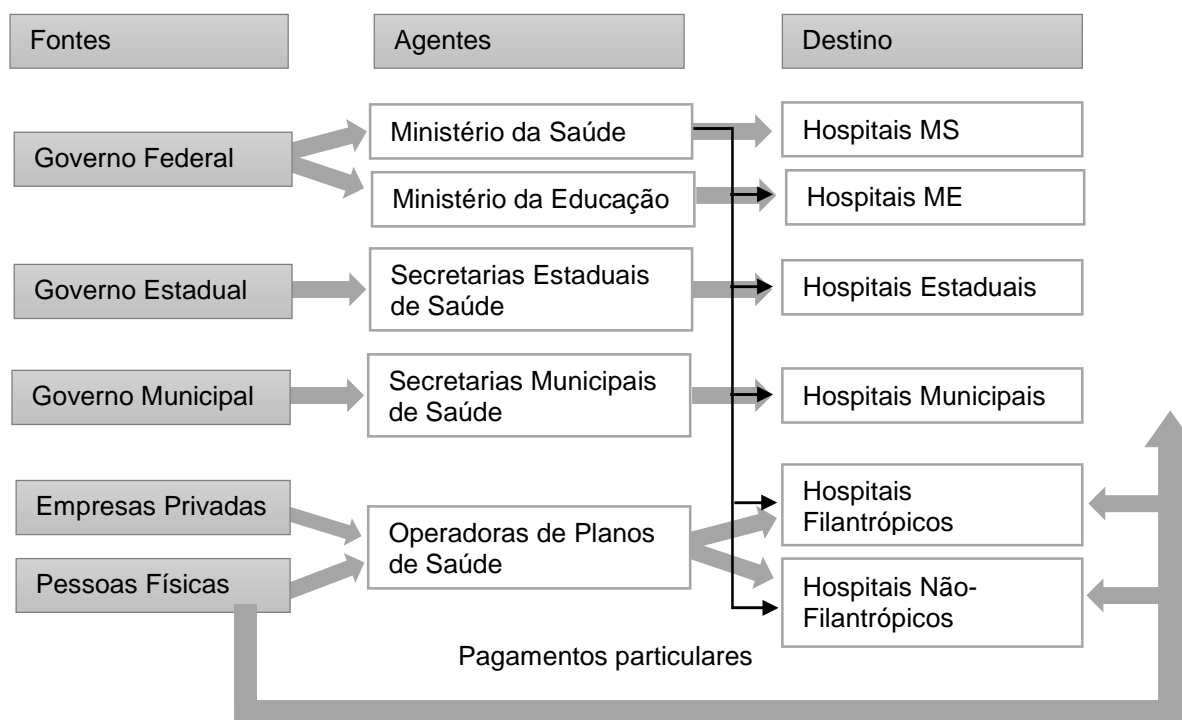 Fontes
Agentes
Destino
Governo Federal
Ministério da Saúde
Hospitais MS
Ministério da Educação
Hospitais ME
Governo Estadual
Secretarias Estaduais
de Saúde
Hospitais Estaduais
Governo Municipal
Secretarias Municipais
de Saúde
Hospitais Municipais
Empresas Privadas
Pessoas Físicas
Operadoras de Planos
de Saúde
Hospitais
Filantrópicos
Hospitais Não-
Filantrópicos
Pagamentos particulares